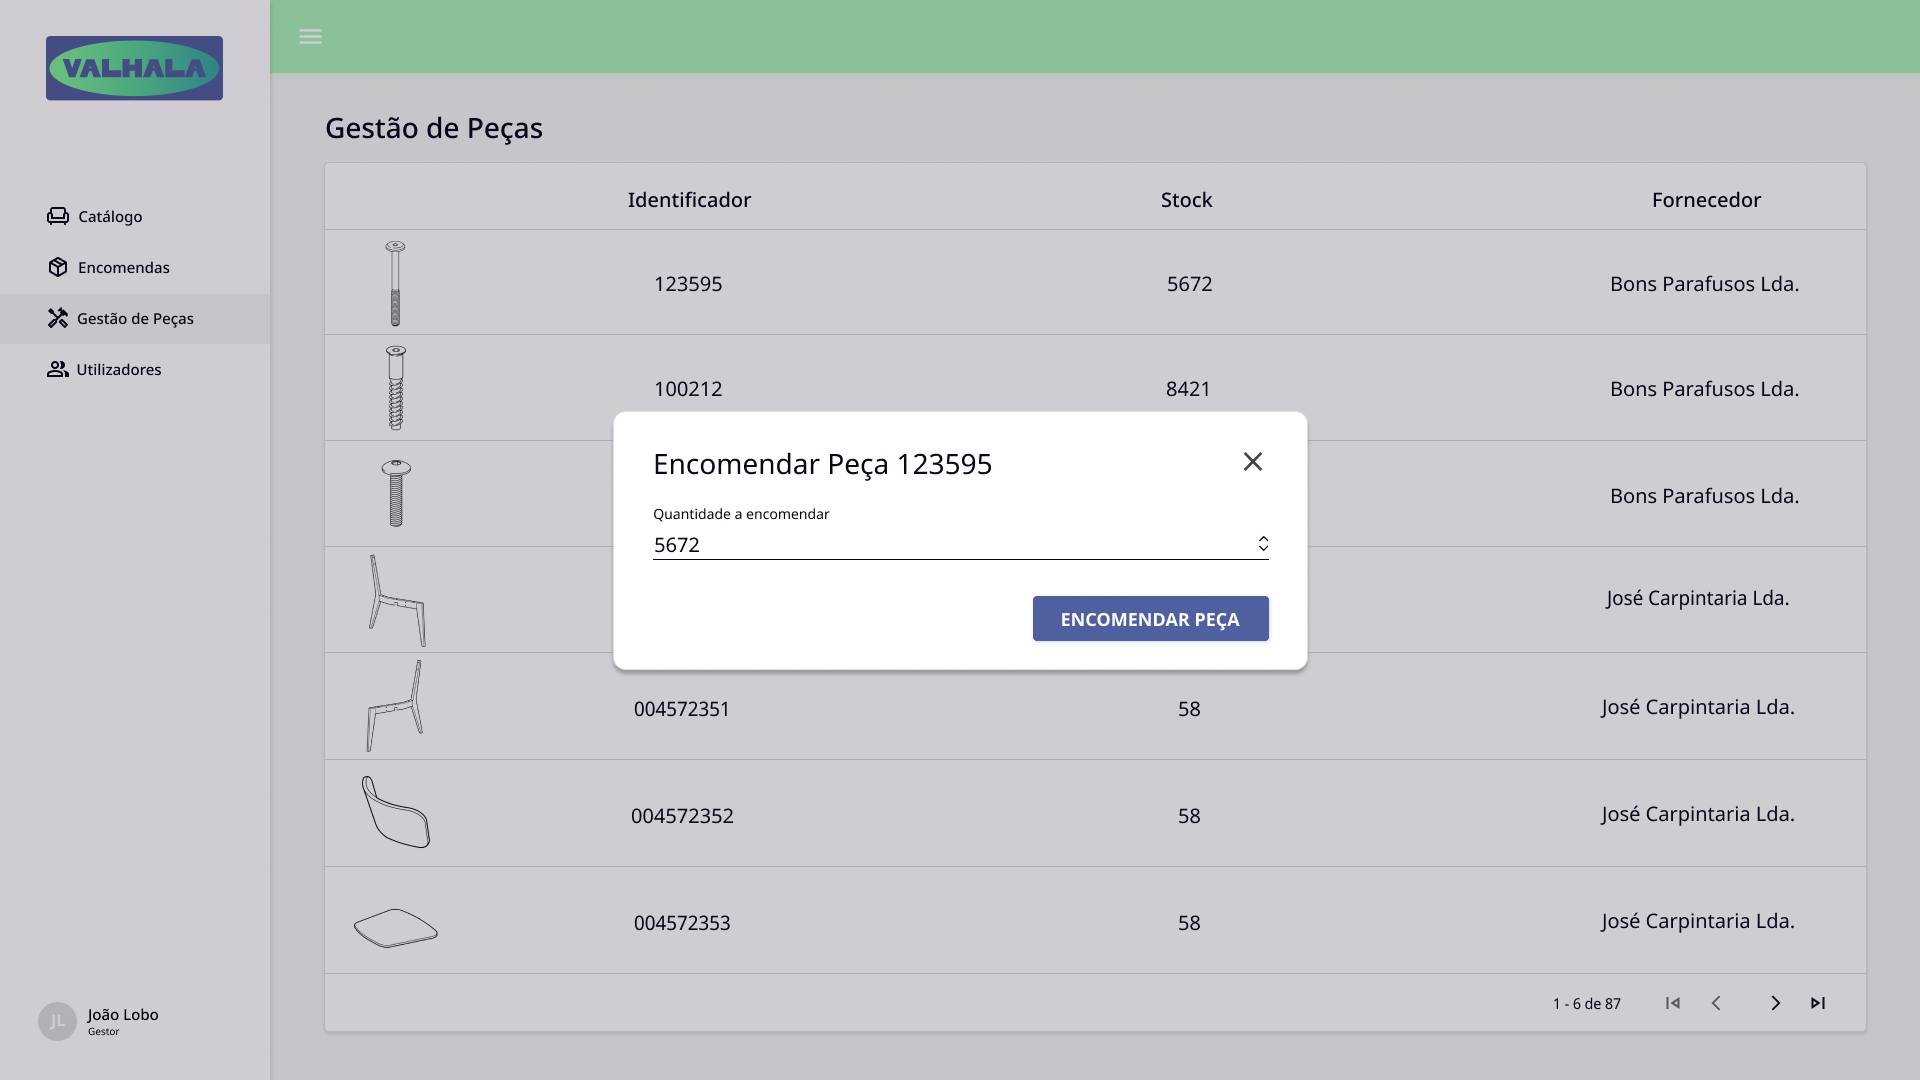 VALHALA
Catálogo
Encomendas
Gestão de Peças
Utilizadores
JL
João Lobo
Gestor
Gestão de Peças
Identificador Stock Fornecedor
123595 5672 Bons Parafusos Lda.
100212 8421 Bons Parafusos Lda.
Bons Parafusos Lda.
José Carpintaria Lda.
004572351 58 José Carpintaria Lda.
004572352 58 José Carpintaria Lda.
004572353 58 José Carpintaria Lda.
1 - 6 de 87
Encomendar Peça 123595
Quantidade a encomendar
5672
ENCOMENDAR PEÇA